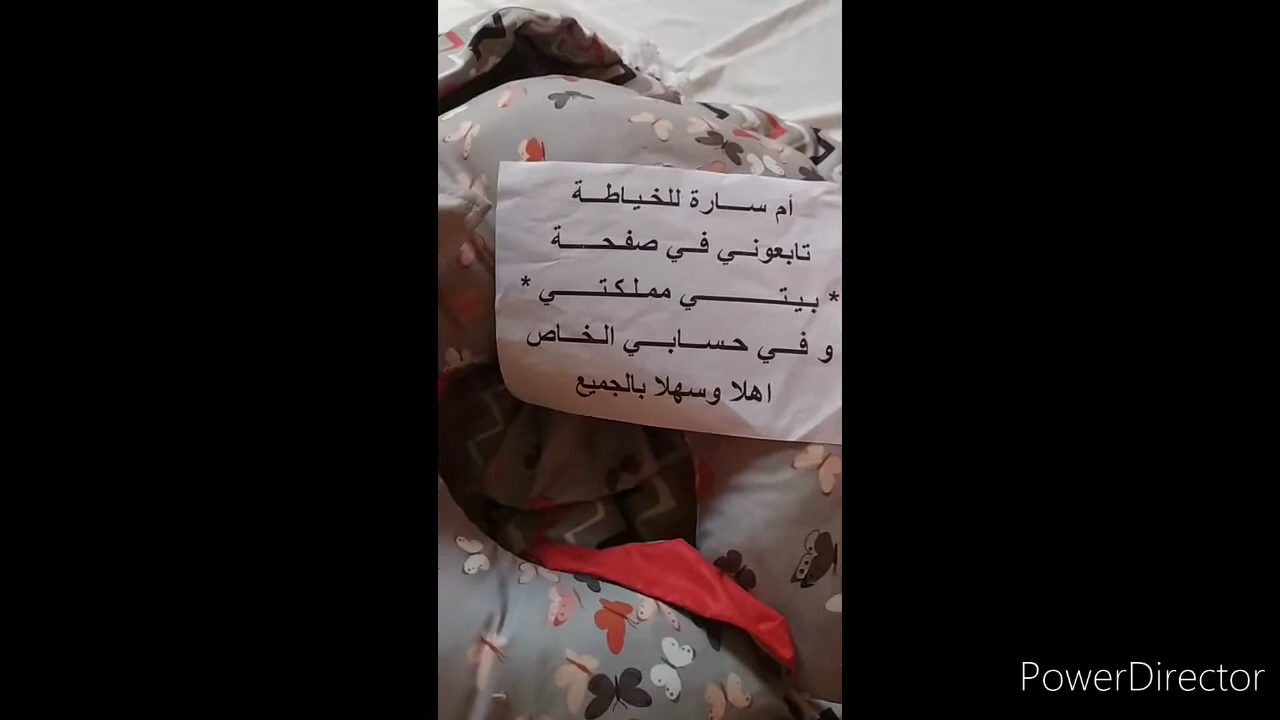 أم سارة للخياطة
تابعوني في صفحة
* بيتي مملكتي *
و في حسابي الخاص
اهلا وسهلا بالجميع
PowerDirector